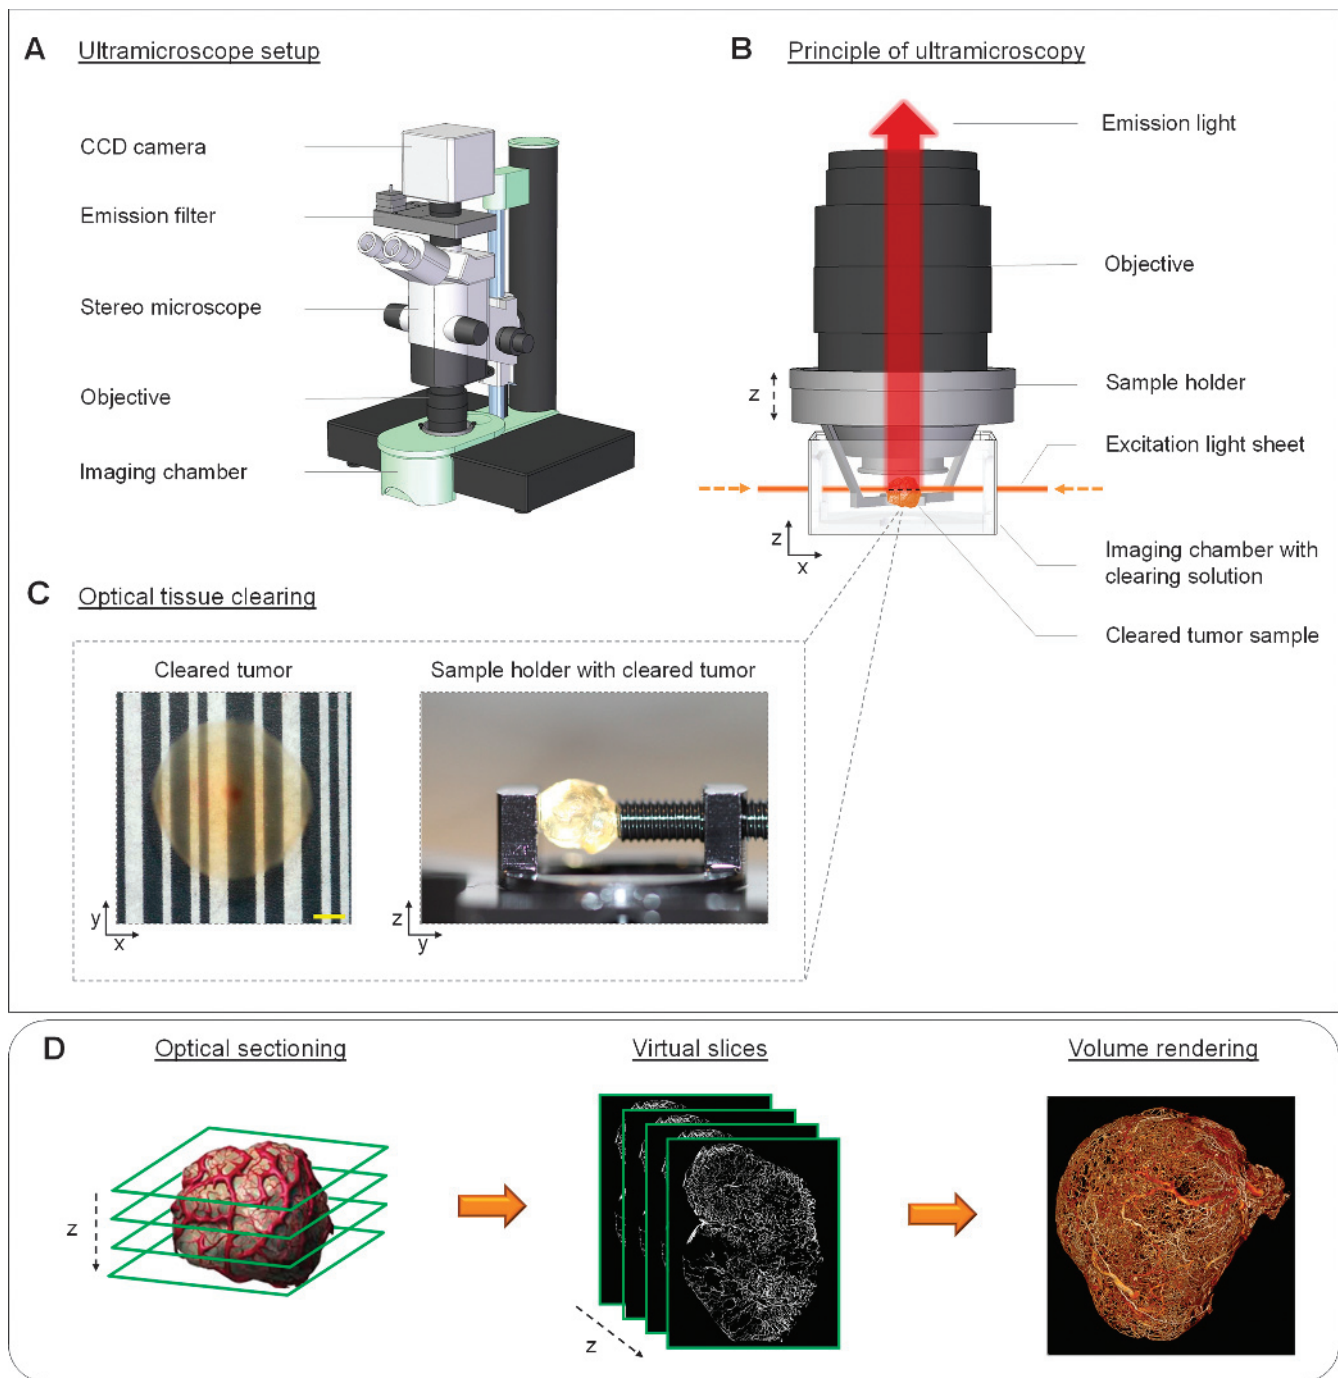 A Ultramicroscope setup
CCD camera
Emission filter
Stereo microscope
Objective
Imaging chamber
B Principle of ultramicroscopy
Emission light
Objective
z
Sample holder
Excitation light sheet
z
x
Imaging chamber with
clearing solution
Cleared tumor sample
C Optical tissue clearing
Cleared tumor
Sample holder with cleared tumor
y
x
z
y
D Optical sectioning
Virtual slices
Volume rendering
z
z